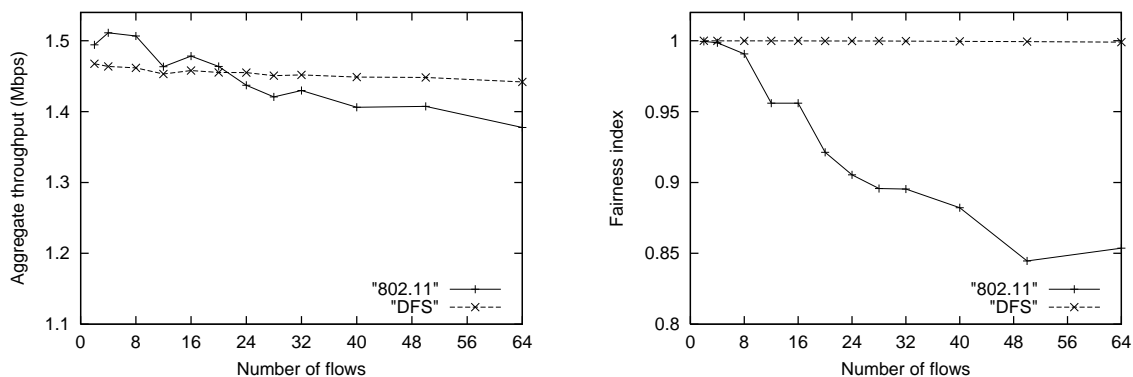 1.5
1.4
1.3
1.2
1.1
0 8 16 24 32 40 48 56 64
Aggregate throughput (Mbps)
Number of flows
"802.11"
"DFS"
1
0.95
0.9
0.85
0.8
0 8 16 24 32 40 48 56 64
Fairness index
Number of flows
"802.11"
"DFS"